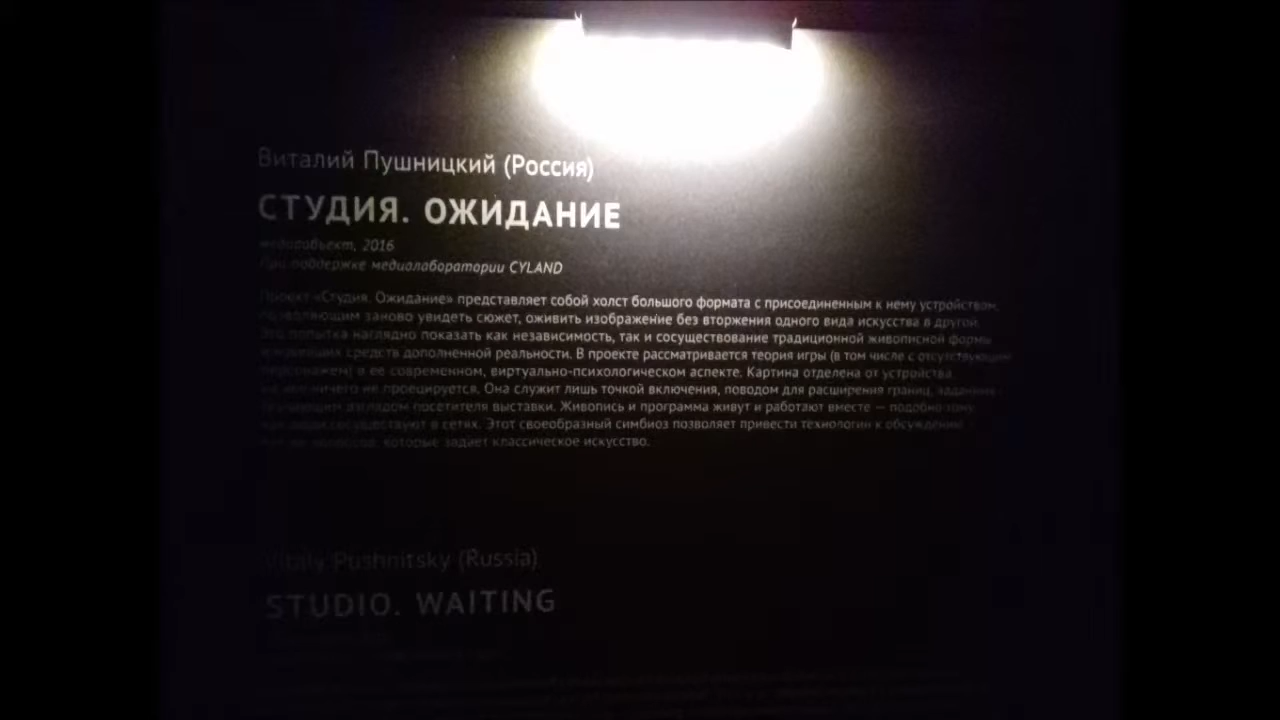 Виталий Пушницкий (Россия)
СТУДИЯ. ОЖИДАНИЕ
медиаобъект, 2016
При поддержке медиалаборатории CYLAND
Проект «Студия. Ожидание» представляет собой холст большого формата с присоединенным к нему устройством,
позволяющим заново увидеть сюжет, оживить изображение без вторжения одного вида искусства в другой.
Это попытка наглядно показать как независимость, так и сосуществование традиционной живописной формы
средств дополненной реальности. В проекте рассматривается теория игры (в том числе с отсутствующим
персонажем) в ее современном, виртуально-психологическом аспекте. Картина отделена от устройства
ничего не проецируется. Она служит лишь точкой включения, поводом для расширения границ,
взглядом посетителя выставки. Живопись и программа живут и работают вместе — подобно тому
как люди сосуществуют в сетях. Этот своеобразный симбиоз позволяет привести технологии к обсуждению
которые задает классическое искусство.
Vitaly Pushnitsky (Russia)
STUDIO. WAITING